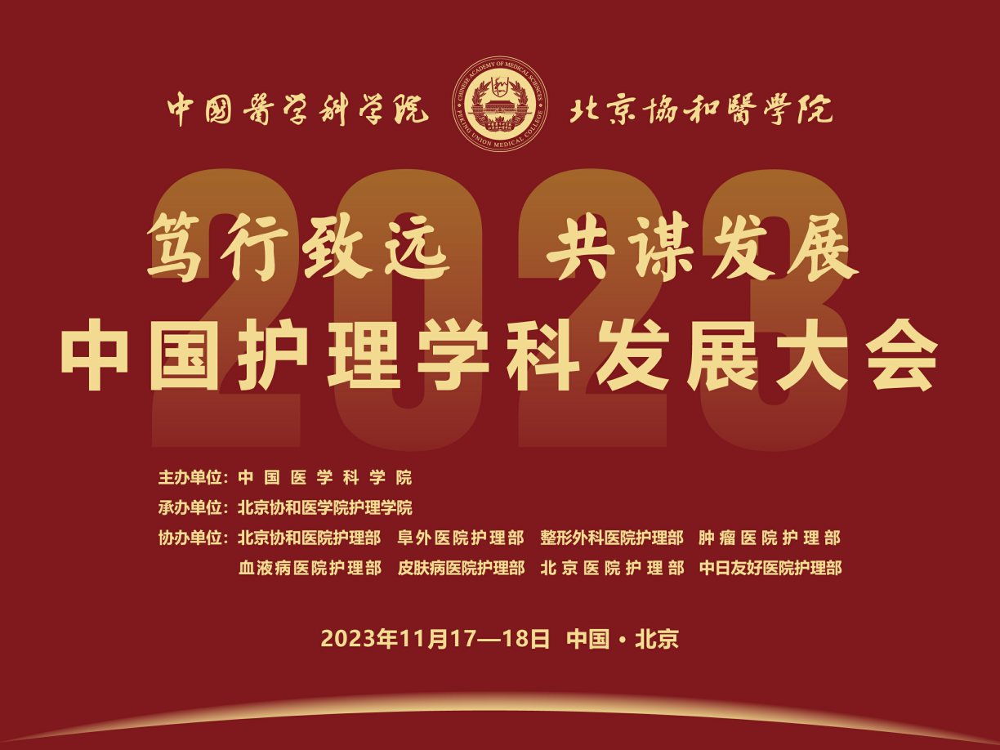 中國醫学科学院 北京協和醫學院
CHINESE ACADEMY OF MEDICAL SCIENCES
PEKING UNION MEDICAL COLLEGE
2023
笃行致远 共谋发展
中国护理学科发展大会
主办单位：中国医学科学院
承办单位：北京协和医学院护理学院
协办单位：北京协和医院护理部 阜外医院护理部 整形外科医院护理部 肿瘤医院护理部
血液病医院护理部 皮肤病医院护理部 北京医院护理部 中日友好医院护理部
2023年11月17—18日 中国·北京